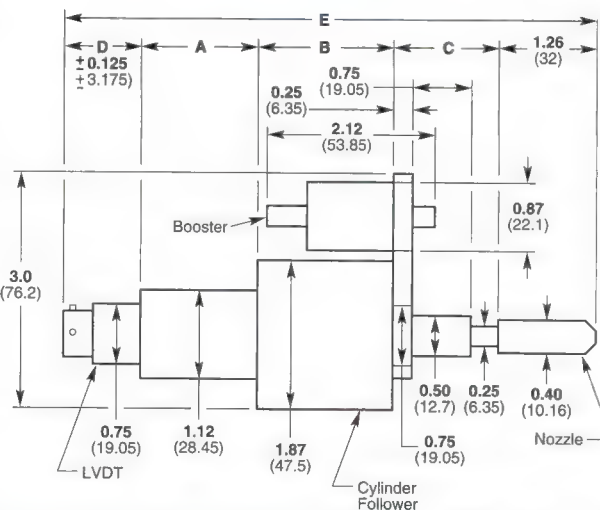 E
D
A
B
C
1.26
(32)
± 0.125
± 3.175)
0.75
(19.05)
0.25
(6.35)
2.12
(53.85)
Booster
0.87
(22.1)
3.0
(76.2)
0.75
(19.05)
1.12
(28.45)
1.87
(47.5)
0.50
(12.7)
0.25
(6.35)
0.40
(10.16)
0.75
(19.05)
Nozzle
LVDT
Cylinder
Follower